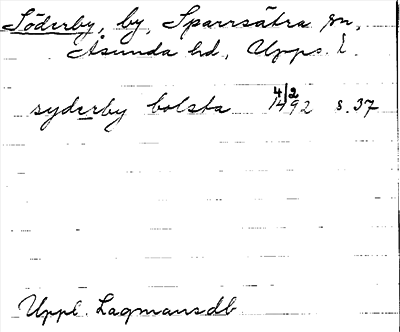 Söderby, by, Sparrsätra sn,
Åsunda hd, Upps. l.
syderby bolsta 4/2 1492 s. 37
Uppl. Lagmansdb